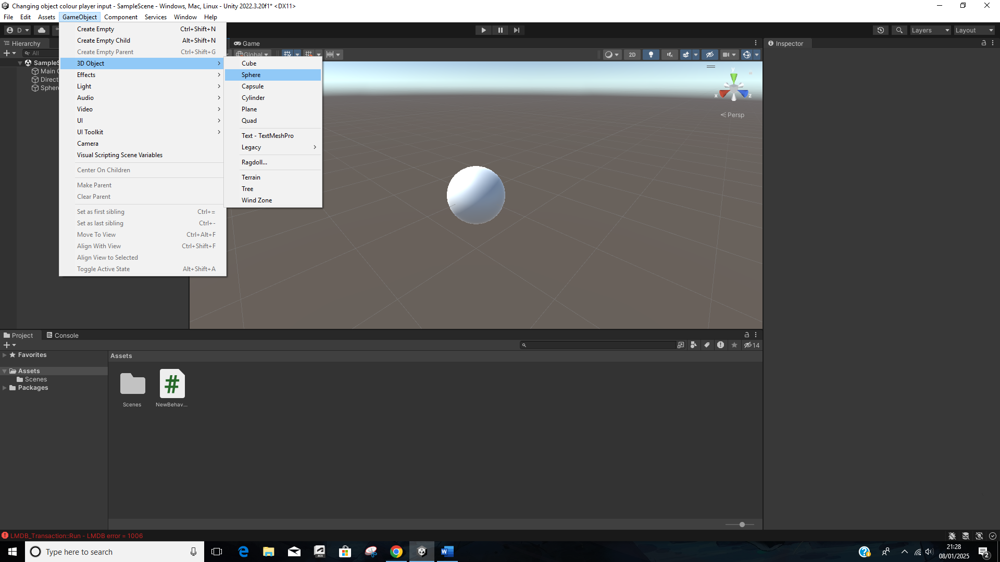 Changing object colour player input - SampleScene - Windows, Mac, Linux - Unity 2022.3.20f1* <DX11>
File Edit Assets GameObject Component Services Window Help
D
Layers Layout
Hierarchy
All
SampleS
Main
Direct
Sphere
Create Empty Ctrl+Shift+N
Create Empty Child Alt+Shift+N
Create Empty Parent Ctrl+Shift+G
3D Object
Effects
Light
Audio
Video
UI
UI Toolkit
Camera
Visual Scripting Scene Variables
Center On Children
Make Parent
Clear Parent
Set as first sibling Ctrl+=
Set as last sibling Ctrl+-
Move To View Ctrl+Alt+F
Align With View Ctrl+Shift+F
Align View to Selected
Toggle Active State Alt+Shift+A
Cube
Sphere
Capsule
Cylinder
Plane
Quad
Text - TextMeshPro
Legacy
Ragdoll...
Terrain
Tree
Wind Zone
Game
Global
2D
y
x z
Persp
Inspector
Project Console
14
Favorites
Assets
Scenes
Packages
Assets
Scenes NewBehav...
LMDB_Transaction::Run - LMDB error = 1006
Type here to search
ACS
W
21:28
08/01/2025
2